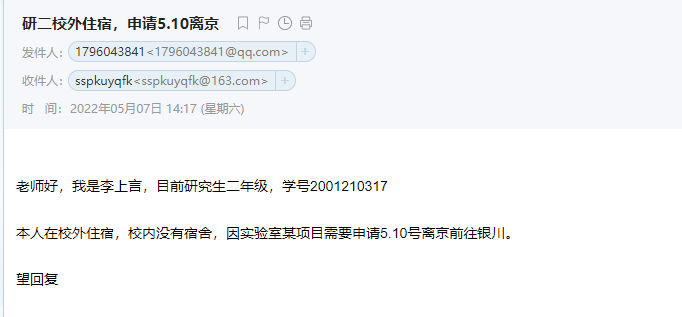 研二校外住宿，申请5.10离京
发件人： 1796043841<1796043841@qq.com> +
收件人： sspkuyqfk<sspkuyqfk@163.com> +
时 间： 2022年05月07日 14:17 (星期六)
老师好，我是李上言，目前研究生二年级，学号2001210317
本人在校外住宿，校内没有宿舍，因实验室某项目需要申请5.10号离京前往银川。
望回复